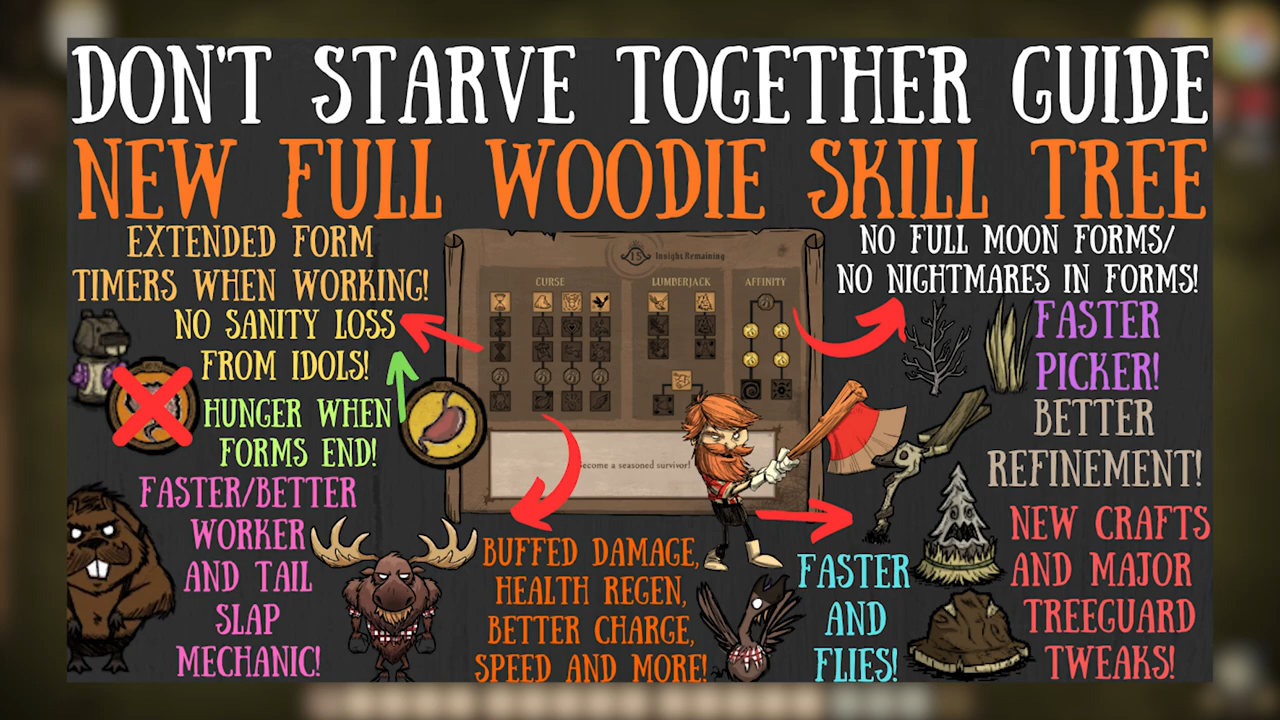 DON'T STARVE TOGETHER GUIDE
NEW FULL WOODIE SKILL TREE
EXTENDED FORM
TIMERS WHEN WORKING!
NO SANITY LOSS
FROM IDOLS!
HUNGER WHEN
FORMS END!
FASTER/BETTER
WORKER
AND TAIL
SLAP
MECHANIC!
15 Insight Remaining
CURSE LUMBERJACK AFFINITY
Become a seasoned survivor!
BUFFED DAMAGE,
HEALTH REGEN,
BETTER CHARGE,
SPEED AND MORE!
NO FULL MOON FORMS/
NO NIGHTMARES IN FORMS!
FASTER
PICKER!
BETTER
REFINEMENT!
FASTER
AND
FLIES!
NEW CRAFTS
AND MAJOR
TREEGUARD
TWEAKS!